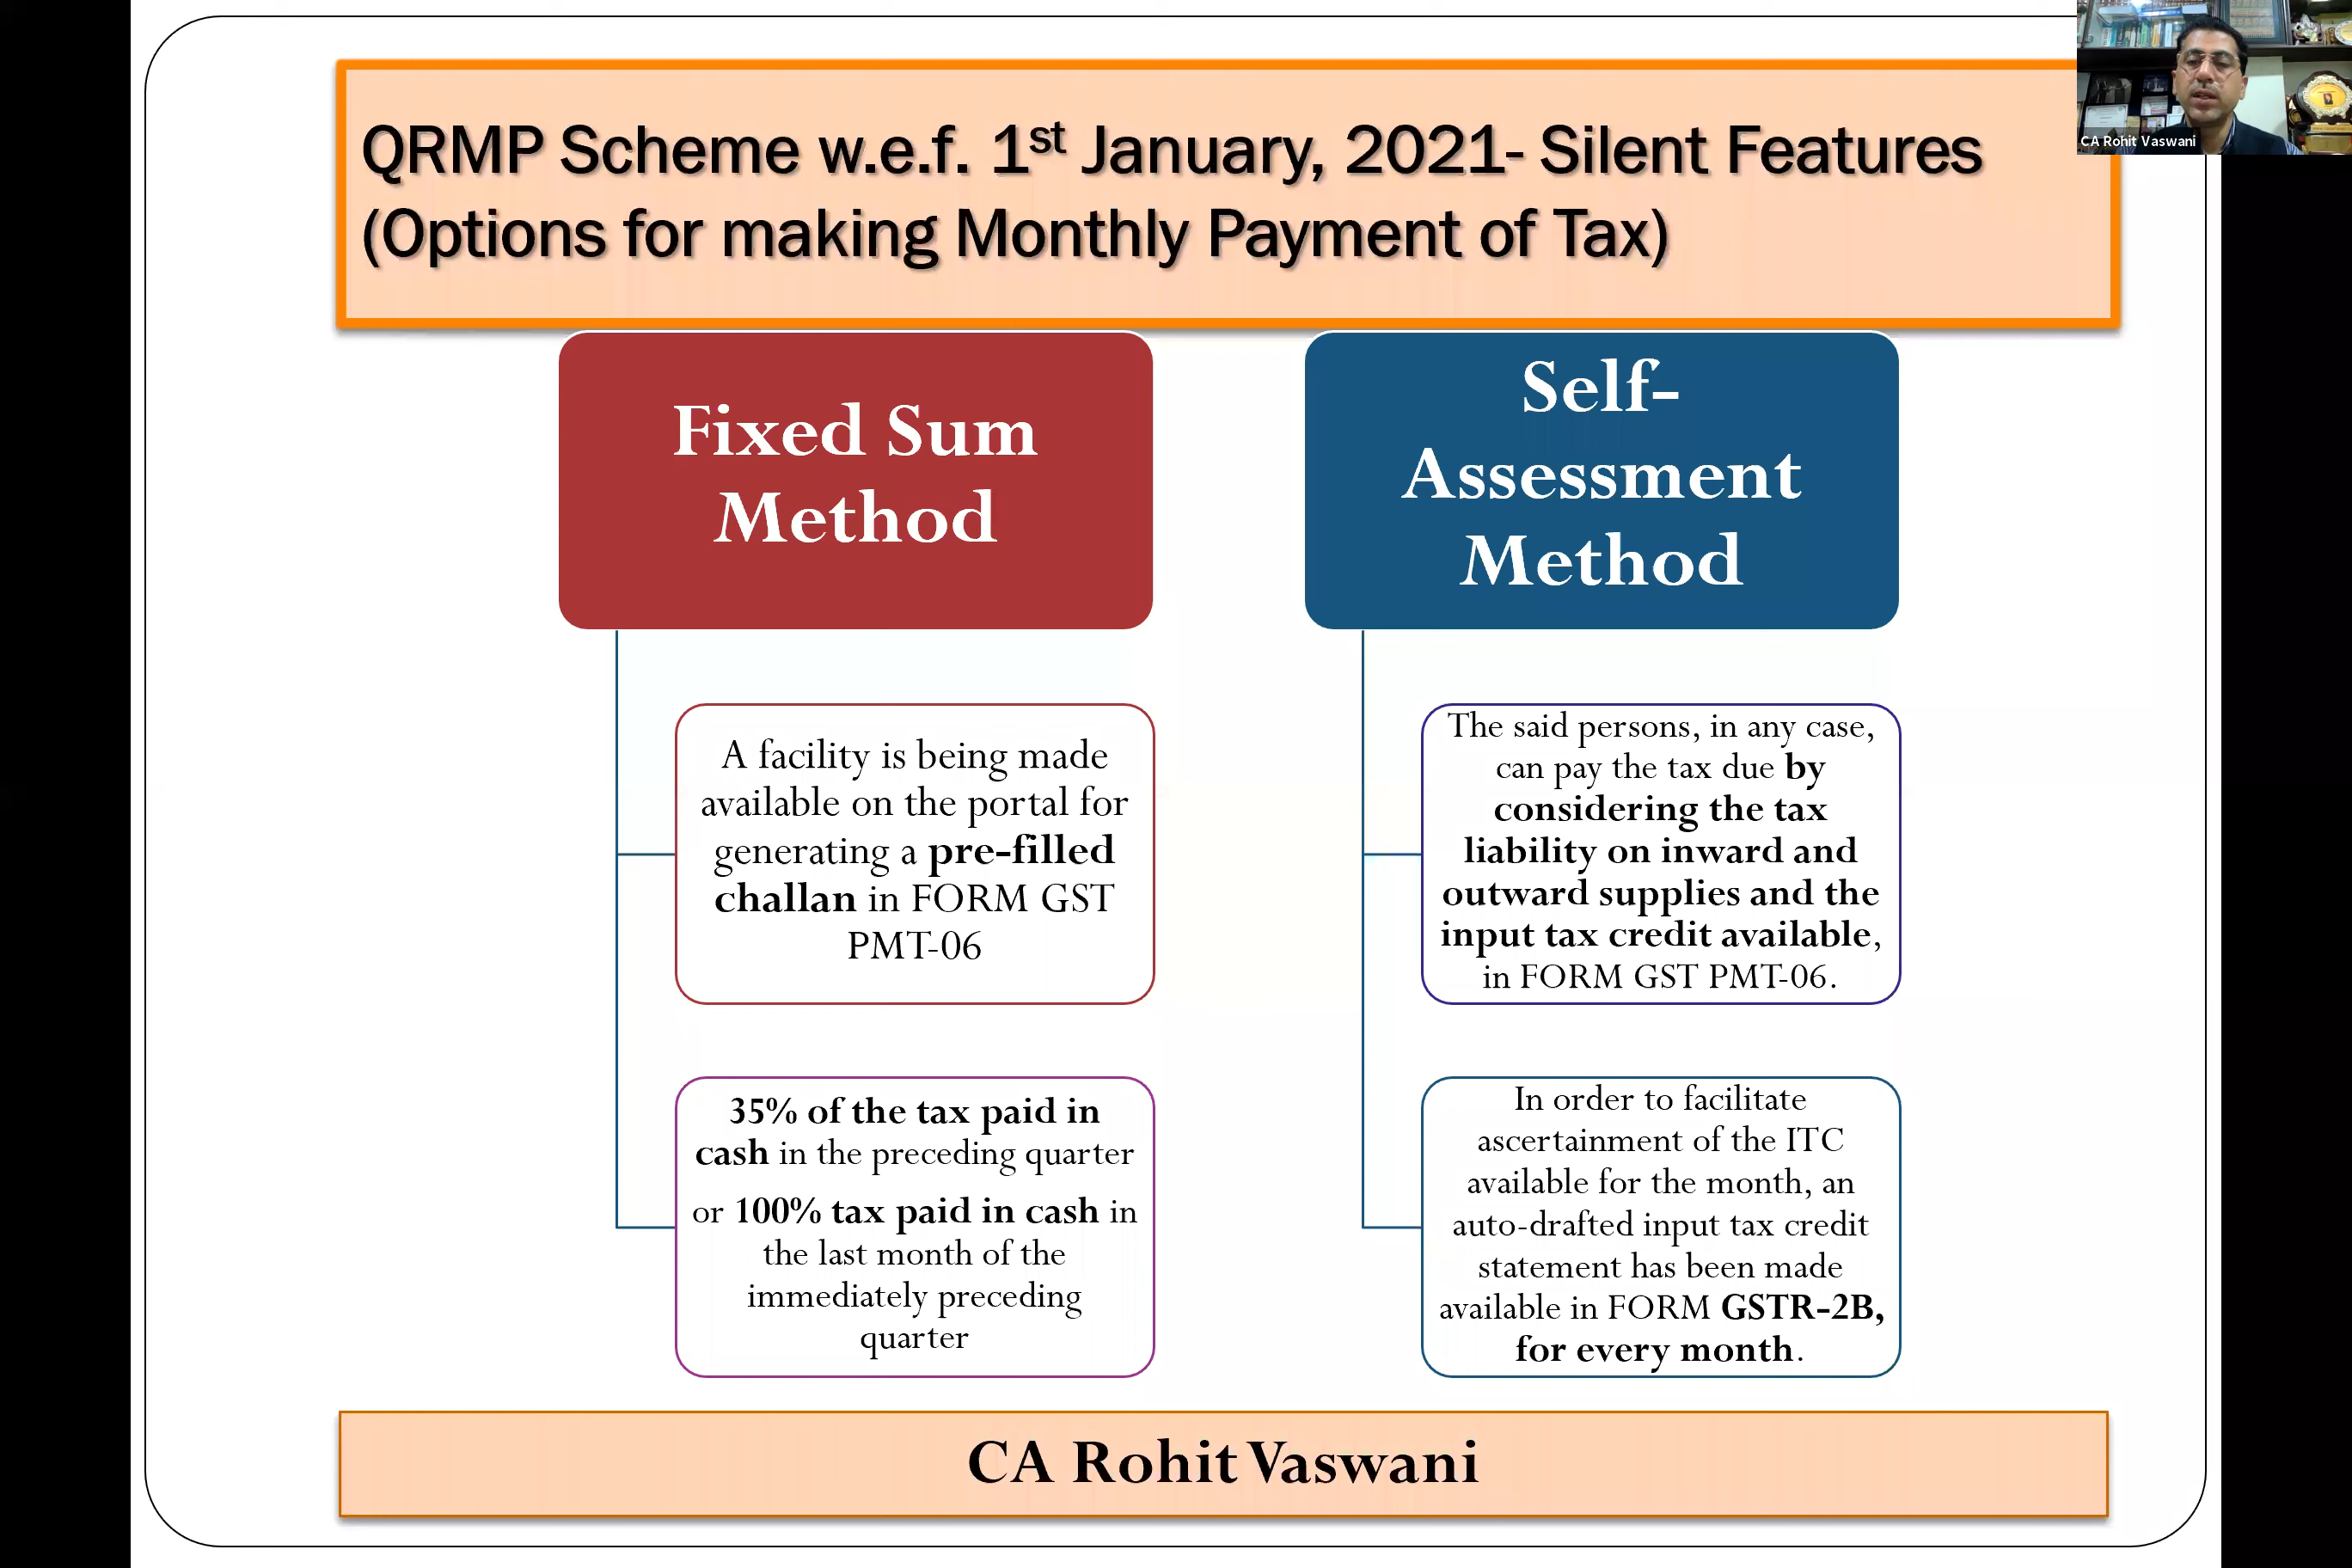 QRMP Scheme w.e.f. 1st January, 2021- Silent Features
(Options for making Monthly Payment of Tax)
CA Rohit Vaswani
Fixed Sum
Method
A facility is being made
available on the portal for
generating a pre-filled
challan in FORM GST
PMT-06
35% of the tax paid in
cash in the preceding quarter
or 100% tax paid in cash in
the last month of the
immediately preceding
quarter
Self-
Assessment
Method
The said persons, in any case,
can pay the tax due by
considering the tax
liability on inward and
outward supplies and the
input tax credit available,
in FORM GST PMT-06.
In order to facilitate
ascertainment of the ITC
available for the month, an
auto-drafted input tax credit
statement has been made
available in FORM GSTR-2B,
for every month.
CA Rohit Vaswani